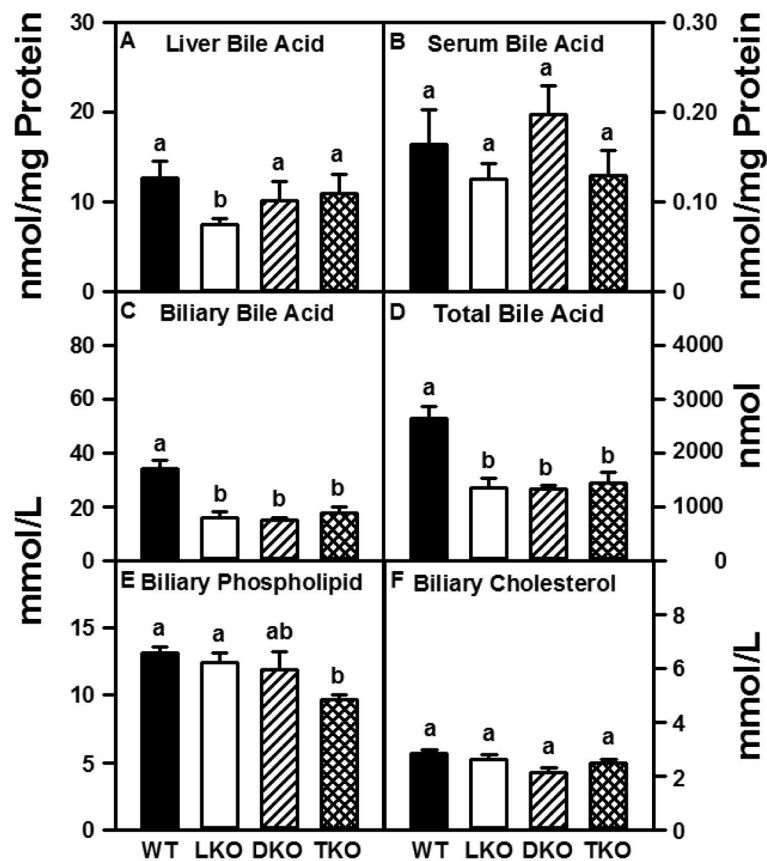 A Liver Bile Acid
B Serum Bile Acid
30
20
10
0
nmol/mg Protein
0.30
0.20
0.10
0
nmol/mg Protein
a
b
a
a
a
a
a
a
C Biliary Bile Acid
D Total Bile Acid
80
60
40
20
0
mmol/L
4000
3000
2000
1000
0
nmol
a
b
b
b
a
b
b
b
E Biliary Phospholipid
F Biliary Cholesterol
15
10
5
0
8
6
4
2
0
mmol/L
a
a
ab
b
a
a
a
a
WT LKO DKO TKO
WT LKO DKO TKO